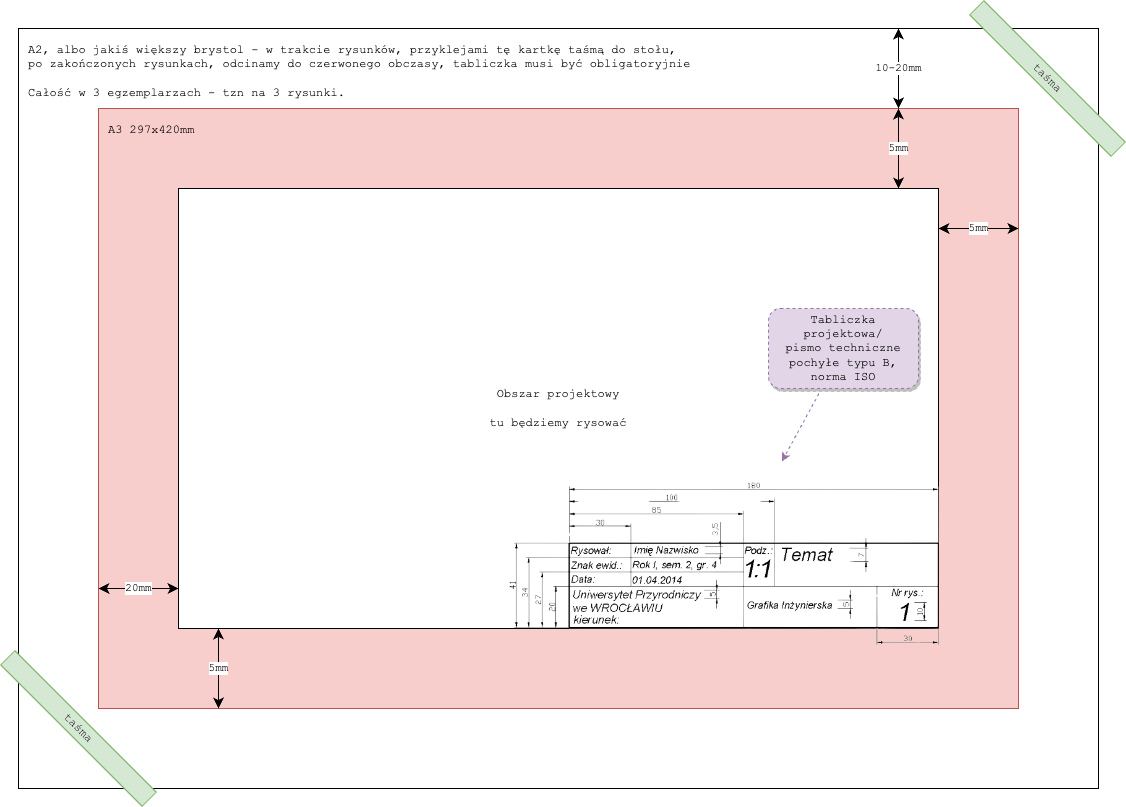 A2, albo jakiś większy brystol - w trakcie rysunków, przyklejami tę kartkę taśmą do stołu,
po zakończonych rysunkach, odcinamy do czerwonego obczasy, tabliczka musi być obligatoryjnie
Całość w 3 egzemplarzach - tzn na 3 rysunki.
taśma
10-20mm
A3 297x420mm
5mm
5mm
Tabliczka
projektowa/
pismo techniczne
pochyłe typu B,
norma ISO
Obszar projektowy
tu będziemy rysować
180
106
85
30
3,5
Rysował: Imię Nazwisko Podz.: Temat 7
Znak ewid.: Rok I, sem. 2, gr. 4 1:1
Data: 01.04.2014
41 34 27 20
Uniwersytet Przyrodniczy 5 Grafika Inżynierska 5 Nr rys.:
we WROCŁAWIU 1 10
kierunek:
30
20mm
5mm
taśma